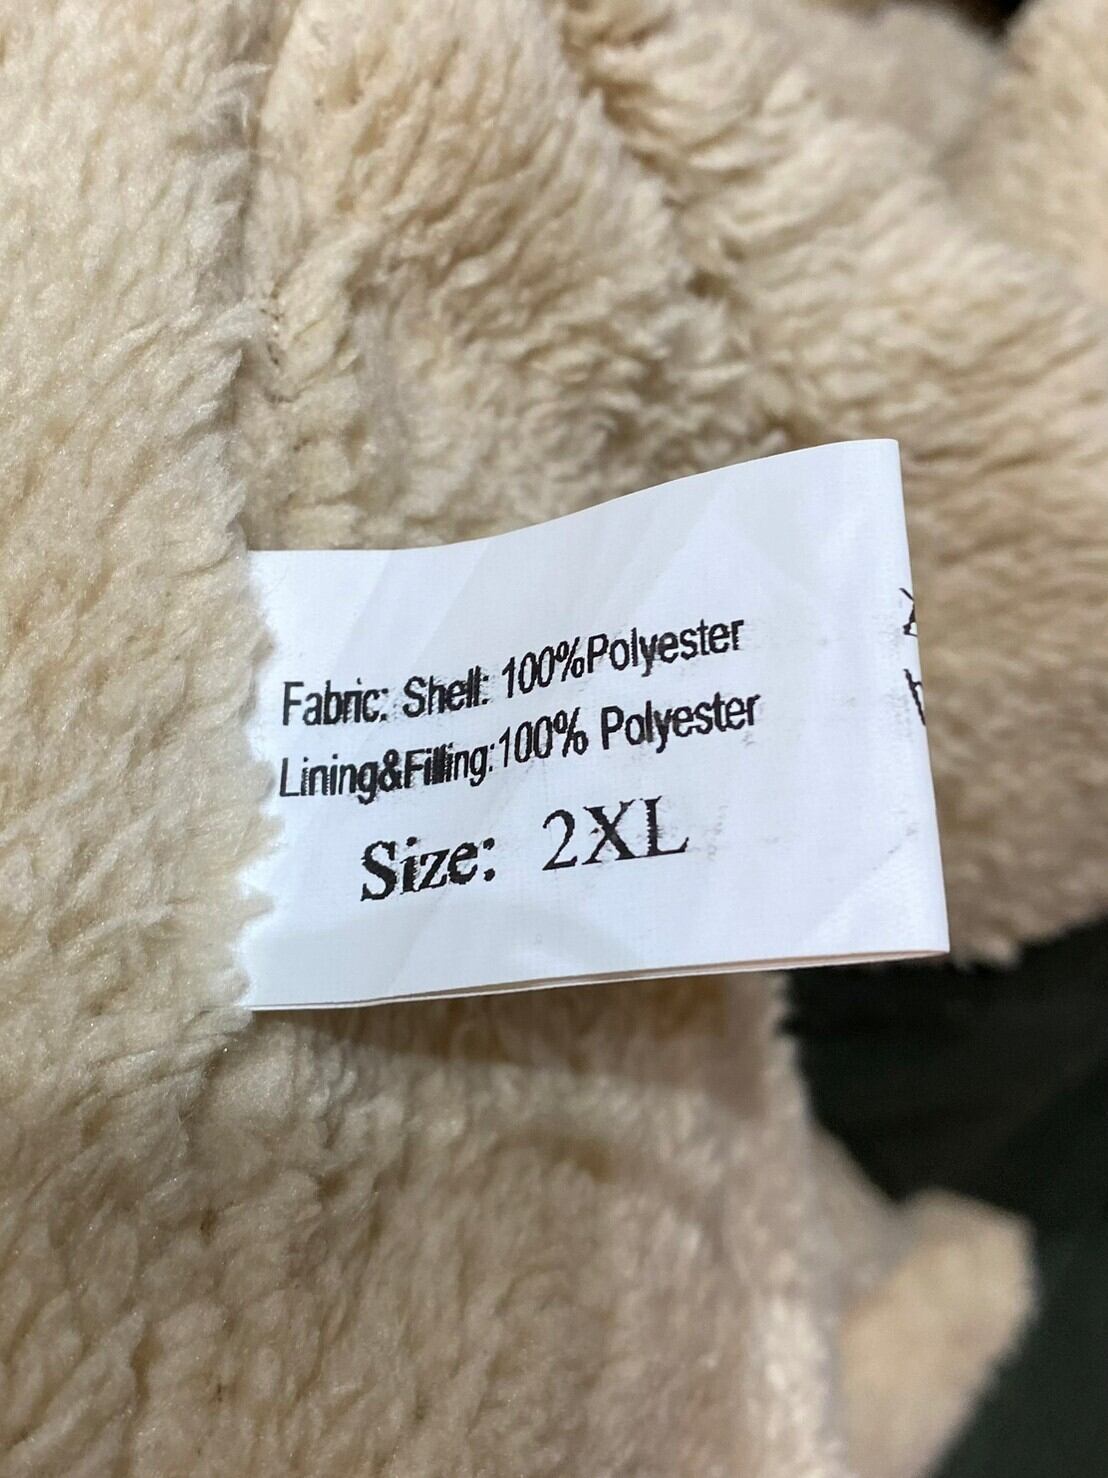 Fabric: Shell: 100%Polyester
Lining&Filling:100% Polyester
Size: 2XL